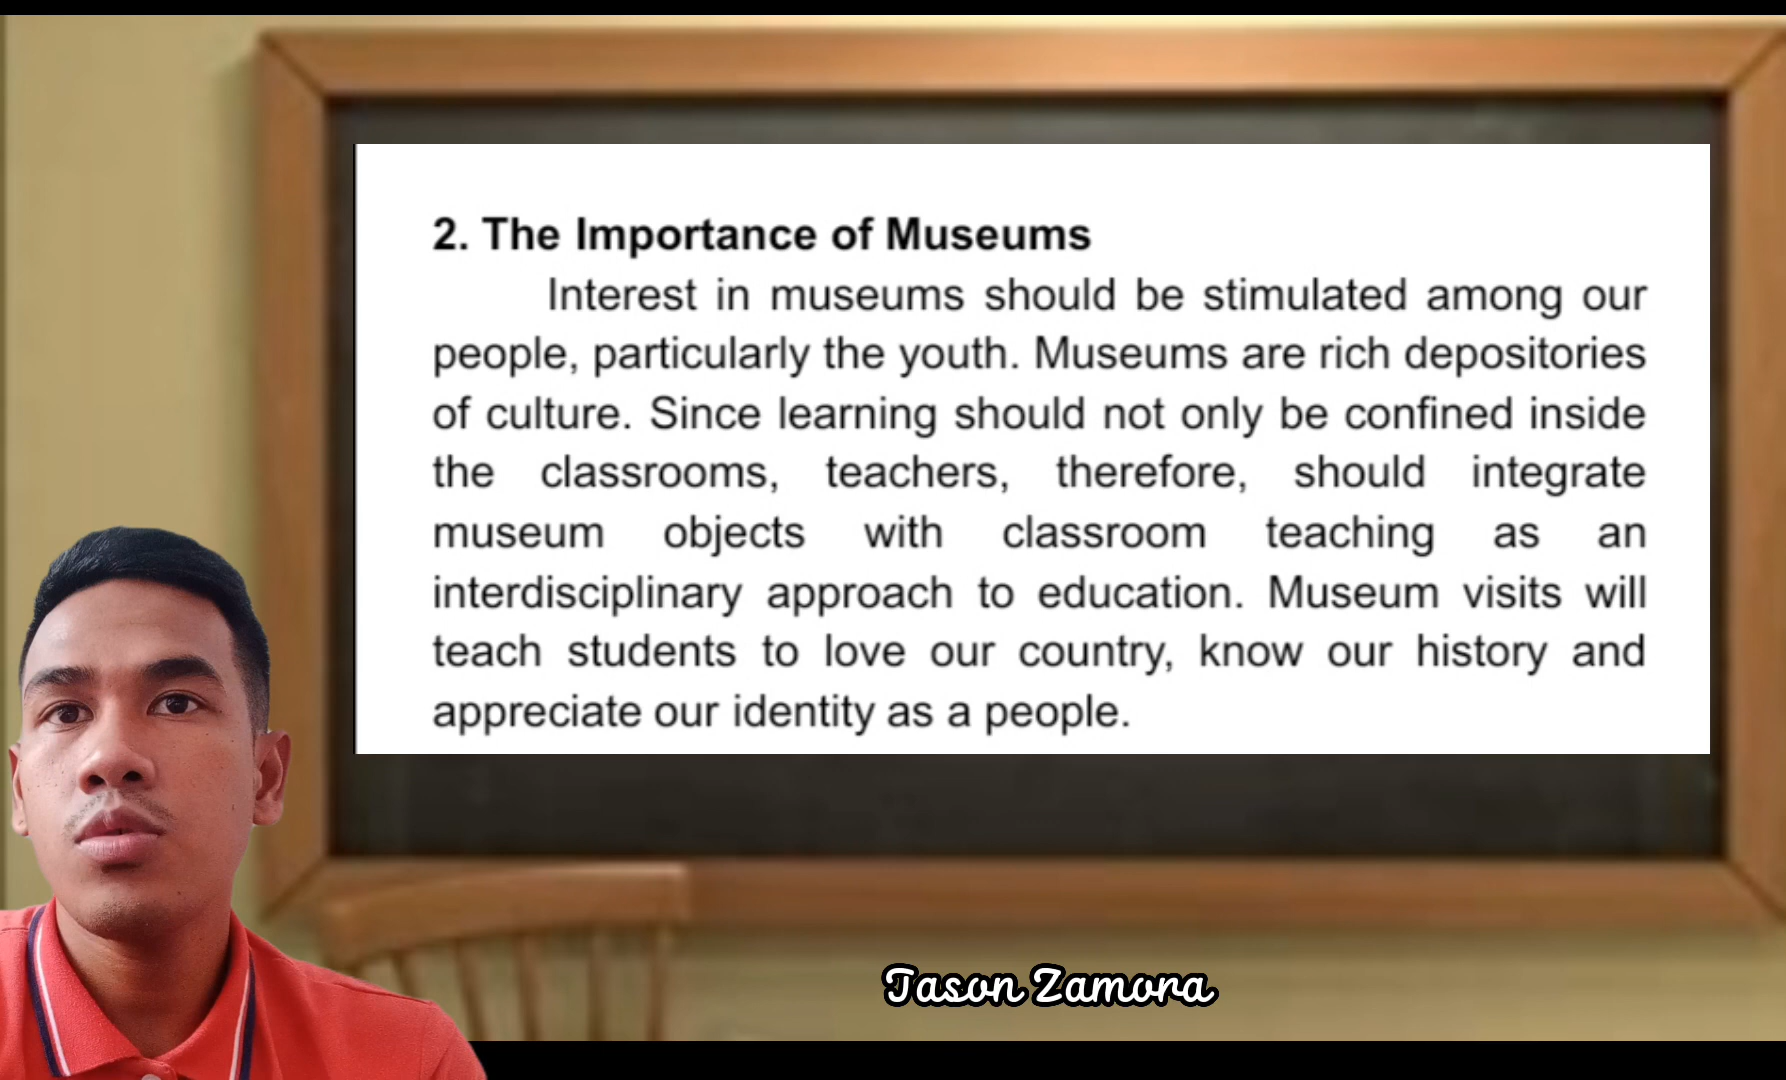 2. The Importance of Museums
Interest in museums should be stimulated among our
people, particularly the youth. Museums are rich depositories
of culture. Since learning should not only be confined inside
the classrooms, teachers, therefore, should integrate
museum objects with classroom teaching as an
interdisciplinary approach to education. Museum visits will
teach students to love our country, know our history and
appreciate our identity as a people.
Jason Zamora